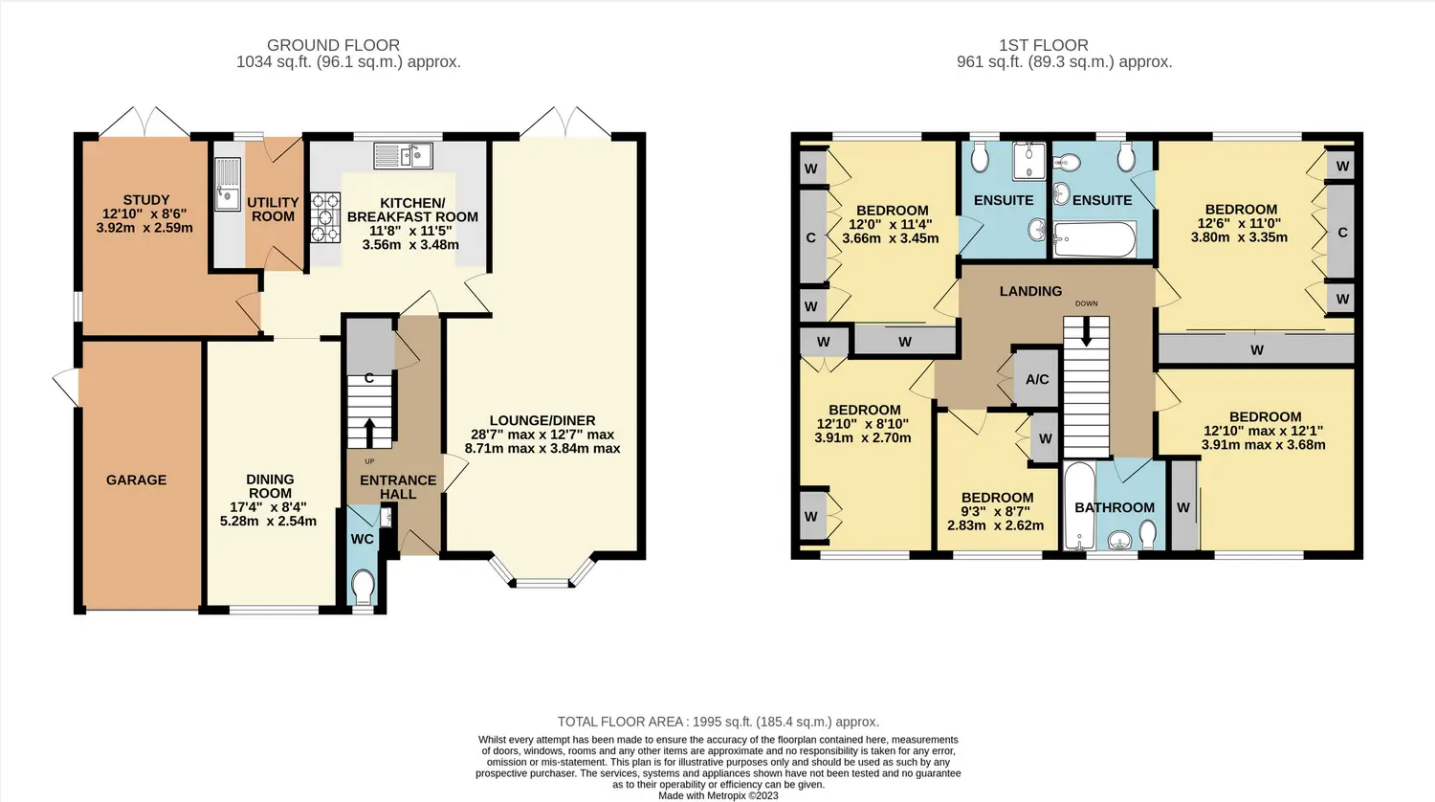 GROUND FLOOR
1034 sq.ft. (96.1 sq.m.) approx.
STUDY
12'10" x 8'6"
3.92m x 2.59m
UTILITY
ROOM
KITCHEN/
BREAKFAST ROOM
11'8" x 11'5"
3.56m x 3.48m
C
UP
LOUNGE/DINER
28'7" max x 12'7" max
8.71m max x 3.84m max
GARAGE
DINING
ROOM
17'4" x 8'4"
5.28m x 2.54m
ENTRANCE
HALL
WC
1ST FLOOR
961 sq.ft. (89.3 sq.m.) approx.
W
C
W
BEDROOM
12'0" x 11'4"
3.66m x 3.45m
ENSUITE
ENSUITE
BEDROOM
12'6" x 11'0"
3.80m x 3.35m
W
C
W
LANDING
DOWN
W
W
W
A/C
BEDROOM
12'10" x 8'10"
3.91m x 2.70m
W
W
BEDROOM
9'3" x 8'7"
2.83m x 2.62m
BATHROOM
W
BEDROOM
12'10" max x 12'1"
3.91m max x 3.68m
TOTAL FLOOR AREA : 1995 sq.ft. (185.4 sq.m.) approx.
Whilst every attempt has been made to ensure the accuracy of the floorplan contained here, measurements
of doors, windows, rooms and any other items are approximate and no responsibility is taken for any error,
omission or mis-statement. This plan is for illustrative purposes only and should be used as such by any
prospective purchaser. The services, systems and appliances shown have not been tested and no guarantee
as to their operability or efficiency can be given.
Made with Metropix ©2023